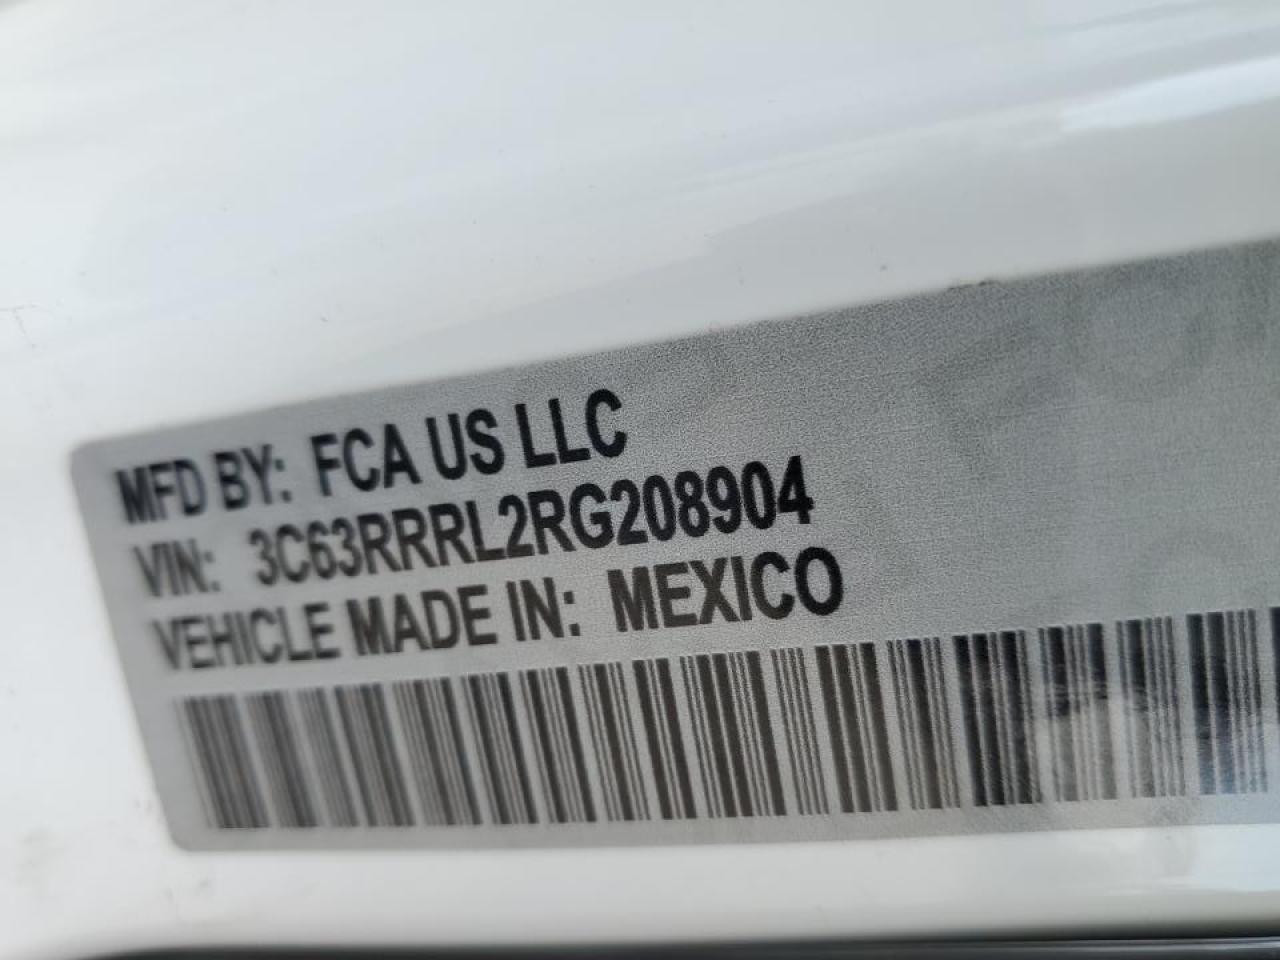 MFD BY: FCA US LLC
VIN: 3C63RRRL2RG208904
VEHICLE MADE IN: MEXICO